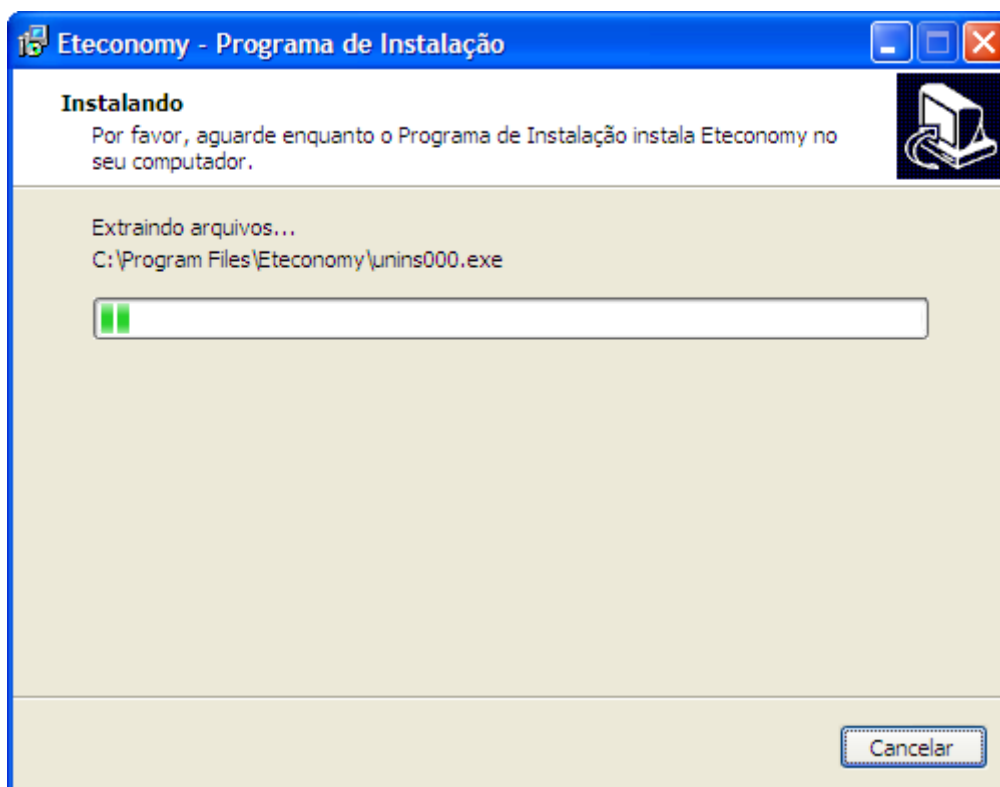 Eteconomy - Programa de Instalação
Instalando
Por favor, aguarde enquanto o Programa de Instalação instala Eteconomy no
seu computador.
Extraindo arquivos...
C:\Program Files\Eteconomy\unins000.exe
Cancelar